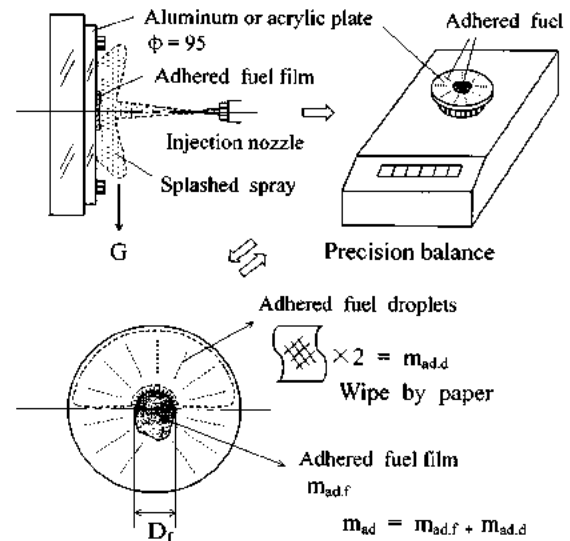 Aluminum or acrylic plate
ϕ = 95
Adhered fuel
Adhered fuel film
Injection nozzle
Splashed spray
G
Precision balance
Adhered fuel droplets
×2 = m_ad.d
Wipe by paper
Adhered fuel film
m_ad.f
D_f
m_ad = m_ad.f + m_ad.d